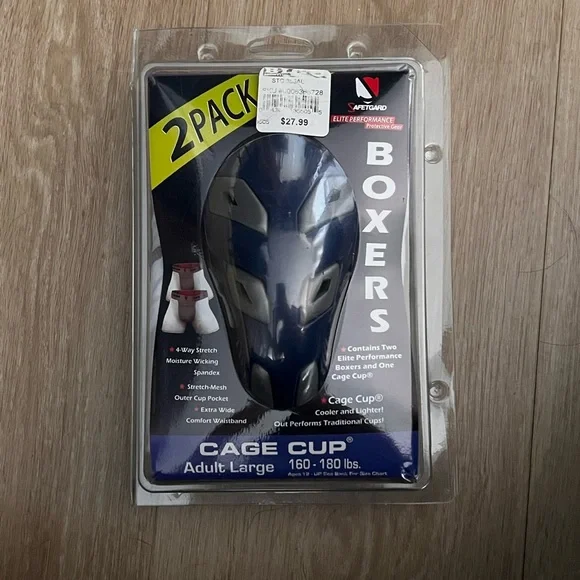 2PACK
$27.99
SAFETGARD
ELITE PERFORMANCE
Protective Gear
BOXERS
4-Way Stretch
Moisture Wicking
Spandex
Stretch-Mesh
Outer Cup Pocket
Extra Wide
Comfort Waistband
Contains Two
Elite Performance
Boxers and One
Cage Cup®
Cage Cup®
Cooler and Lighter!
Out Performs Traditional Cups!
CAGE CUP®
Adult Large 160-180 lbs.